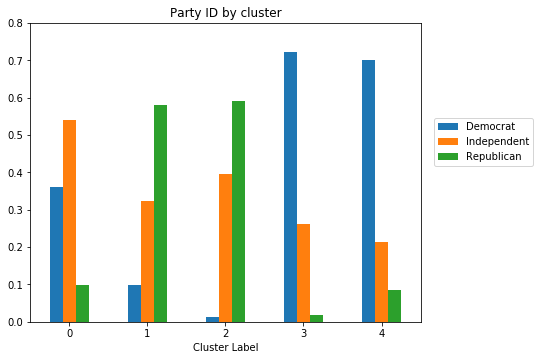 Party ID by cluster
0.8
0.7
0.6
0.5
0.4
0.3
0.2
0.1
0.0
0 1 2 3 4
Cluster Label
Democrat
Independent
Republican